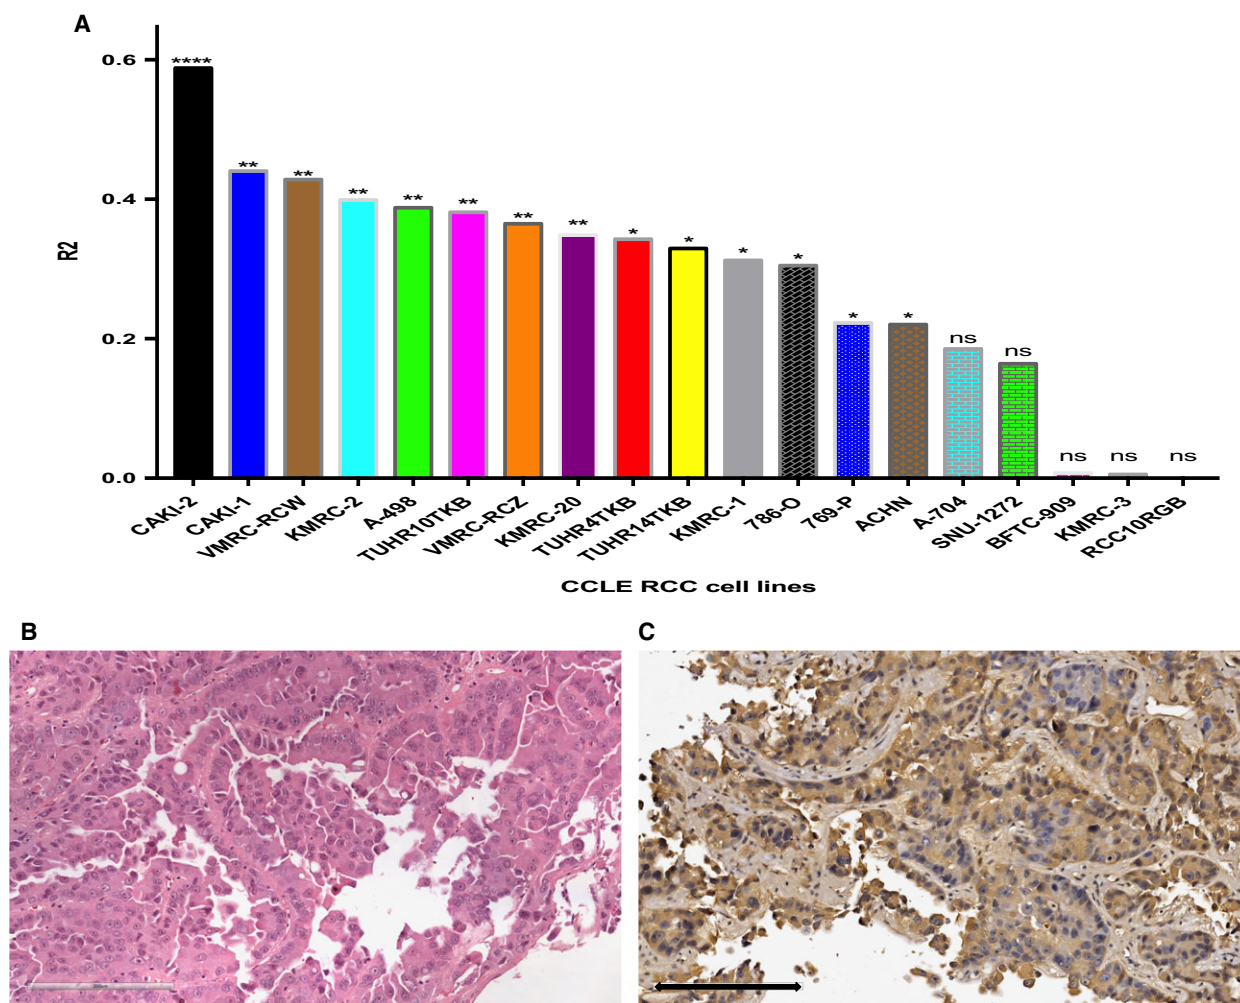 A
0.6
0.4
0.2
0.0
R2
****
**
**
**
**
**
**
**
*
*
*
*
*
*
ns
ns
ns
ns
ns
CAKI-2
CAKI-1
VMRC-RCW
KMRC-2
A-498
TUHR10TKB
VMRC-RCZ
KMRC-20
TUHR4TKB
TUHR14TKB
KMRC-1
786-O
769-P
ACHN
A-704
SNU-1272
BFTC-909
KMRC-3
RCC10RGB
CCLE RCC cell lines
B
C